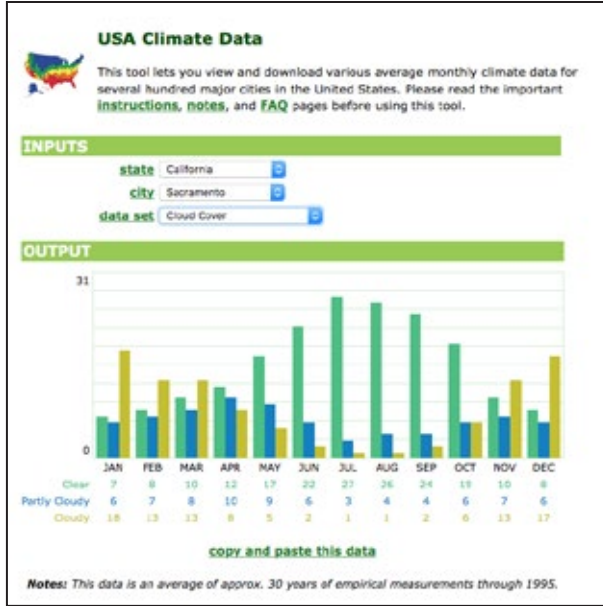 USA Climate Data
This tool lets you view and download various average monthly climate data for
several hundred major cities in the United States. Please read the important
instructions, notes, and FAQ pages before using this tool.
INPUTS
state California
city Sacramento
data set Cloud Cover
OUTPUT
31
0
JAN FEB MAR APR MAY JUN JUL AUG SEP OCT NOV DEC
Clear 7 8 10 12 17 22 27 26 24 19 10 8
Partly Cloudy 6 7 8 10 9 6 3 4 4 6 7 6
Cloudy 18 13 13 8 5 2 1 1 2 6 13 17
copy and paste this data
Notes: This data is an average of approx. 30 years of empirical measurements through 1995.